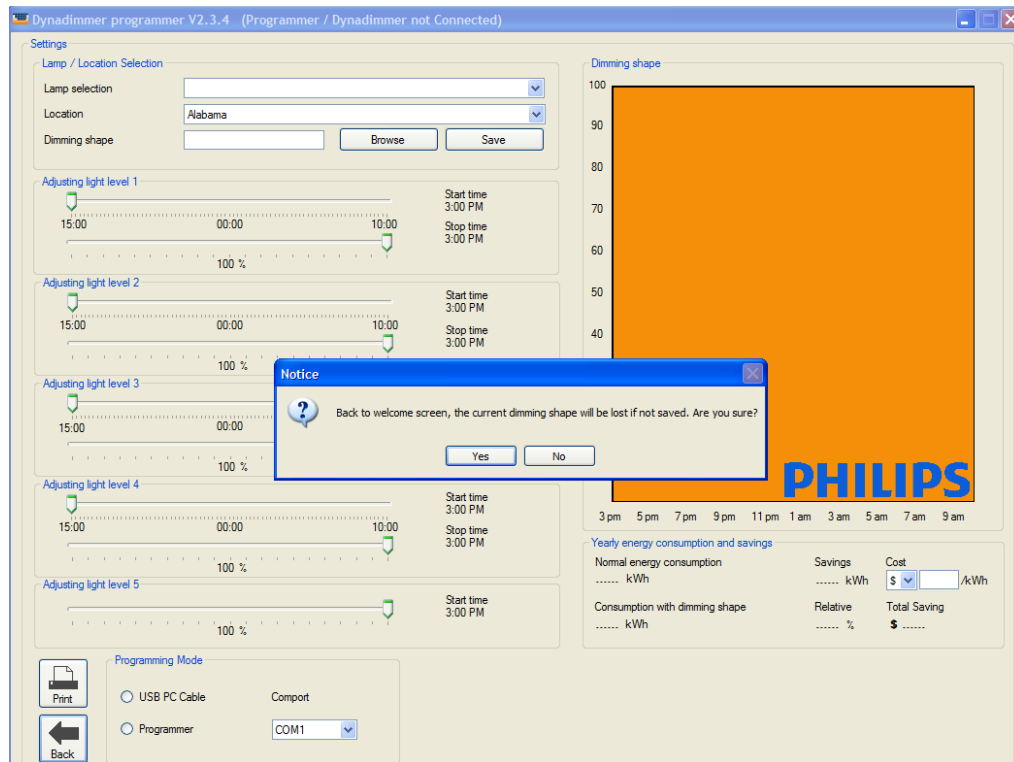 Dynadimmer programmer V2.3.4 (Programmer / Dynadimmer not Connected)
Settings
Lamp / Location Selection
Lamp selection
Location
Alabama
Dimming shape
Browse
Save
Adjusting light level 1
Start time
3:00 PM
15:00 00:00 10:00
Stop time
3:00 PM
100 %
Adjusting light level 2
Start time
3:00 PM
15:00 00:00 10:00
Stop time
3:00 PM
100 %
Adjusting light level 3
15:00 00:00
100 %
Adjusting light level 4
Start time
3:00 PM
15:00 00:00 10:00
Stop time
3:00 PM
100 %
Adjusting light level 5
Start time
3:00 PM
100 %
Notice
Back to welcome screen, the current dimming shape will be lost if not saved. Are you sure?
Yes No
Dimming shape
100
90
80
70
60
50
40
PHILIPS
3 pm 5 pm 7 pm 9 pm 11 pm 1 am 3 am 5 am 7 am 9 am
Yearly energy consumption and savings
Normal energy consumption Savings Cost
...... kWh ...... kWh $ /kWh
Consumption with dimming shape Relative Total Saving
...... kWh ...... % $ ......
Print
Back
Programming Mode
USB PC Cable Comport
Programmer COM1